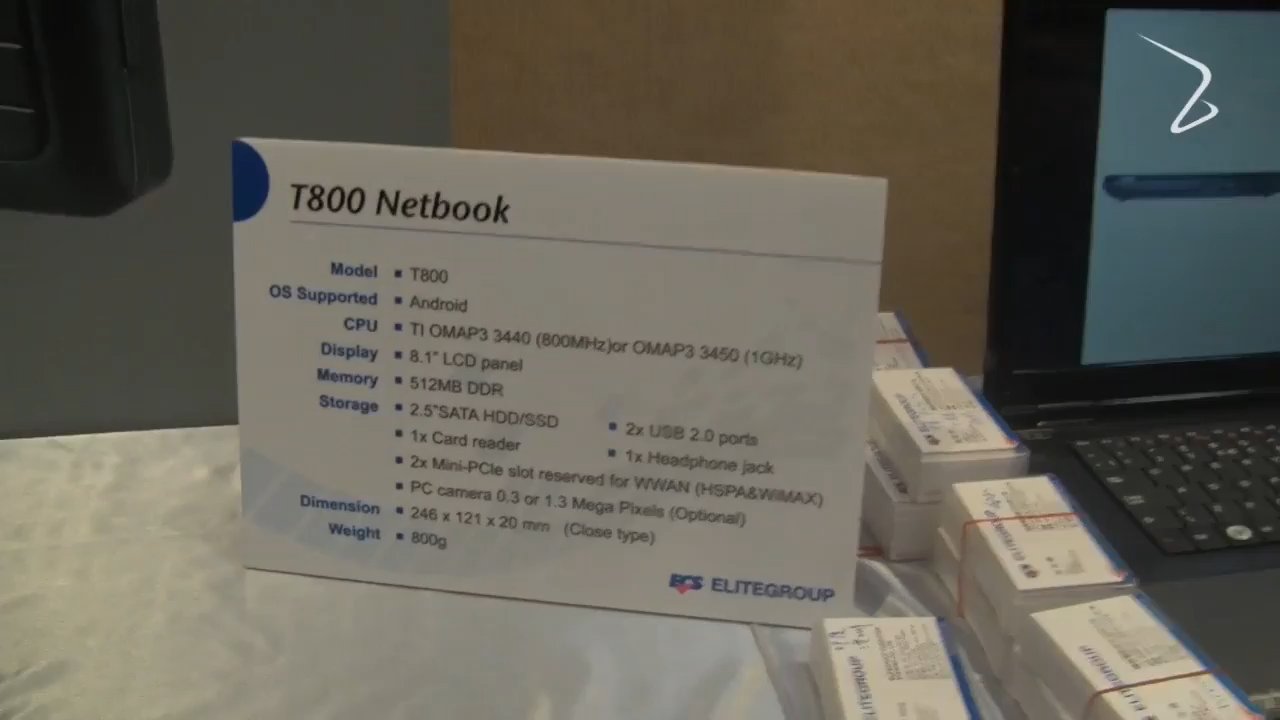 T800 Netbook
Model ▪ T800
OS Supported ▪ Android
CPU ▪ TI OMAP3 3440 (800MHz)or OMAP3 3450 (1GHz)
Display ▪ 8.1" LCD panel
Memory ▪ 512MB DDR
Storage ▪ 2.5"SATA HDD/SSD ▪ 2x USB 2.0 ports
▪ 1x Card reader ▪ 1x Headphone jack
▪ 2x Mini-PCIe slot reserved for WWAN (HSPA&WiMAX)
▪ PC camera 0.3 or 1.3 Mega Pixels (Optional)
Dimension ▪ 246 x 121 x 20 mm (Close type)
Weight ▪ 800g
ECS ELITEGROUP
ELITEGROUP
ELITEGROUP
ELITEGROUP